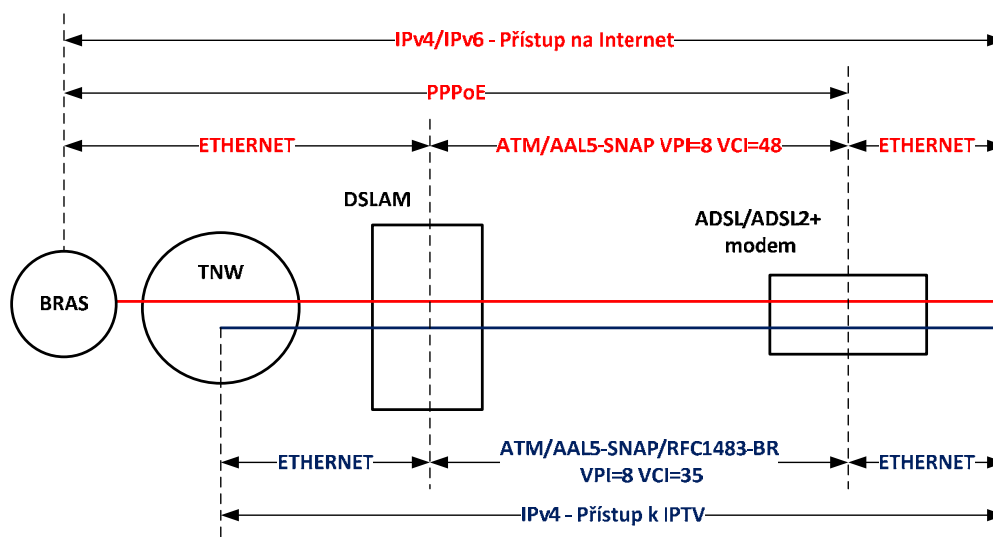 IPv4/IPv6 - Přístup na Internet
PPPoE
ETHERNET
ATM/AAL5-SNAP VPI=8 VCI=48
ETHERNET
DSLAM
ADSL/ADSL2+
modem
TNW
BRAS
ETHERNET
ATM/AAL5-SNAP/RFC1483-BR
VPI=8 VCI=35
ETHERNET
IPv4 - Přístup k IPTV